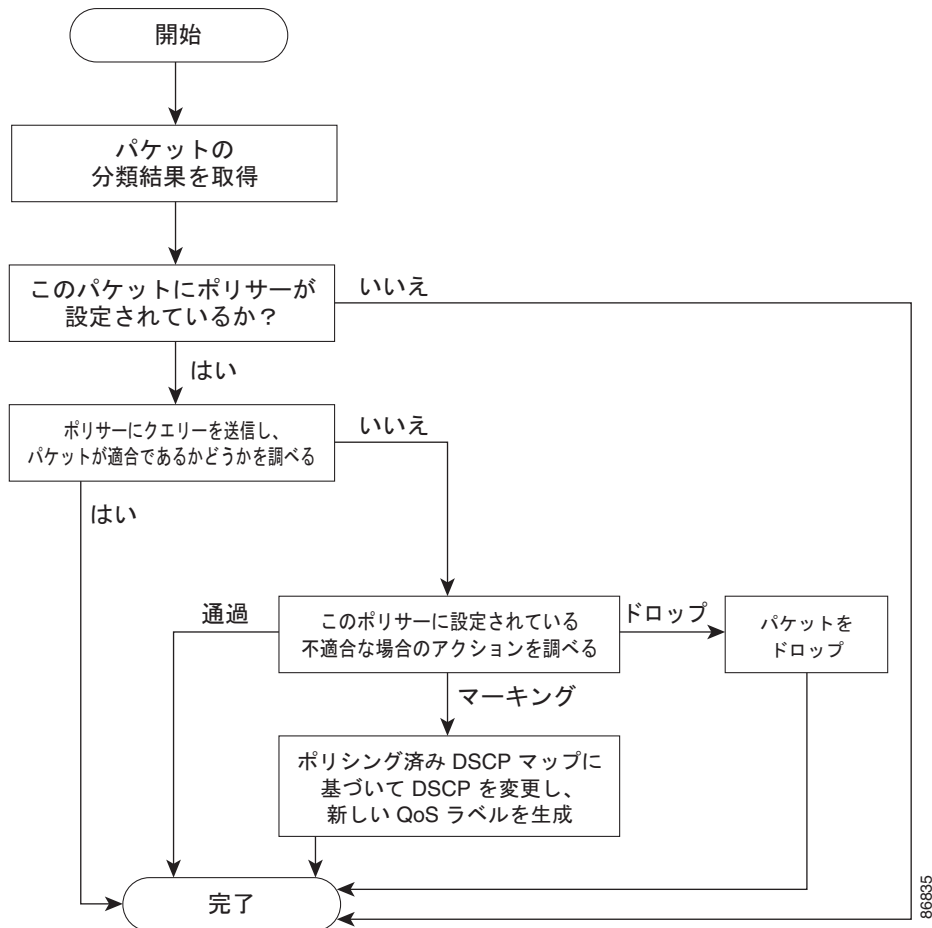 開始
パケットの
分類結果を取得
このパケットにポリサーが
設定されているか？
いいえ
はい
ポリサーにクエリーを送信し、
パケットが適合であるかどうかを調べる
いいえ
はい
通過
このポリサーに設定されている
不適合な場合のアクションを調べる
ドロップ
パケットを
ドロップ
マーキング
ポリシング済み DSCP マップに
基づいて DSCP を変更し、
新しい QoS ラベルを生成
完了
86835